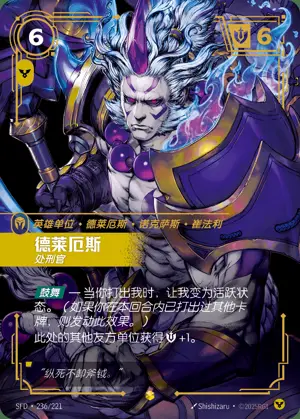 6
6
英雄单位 • 德莱厄斯 • 诺克萨斯 • 崔法利
德莱厄斯
处刑官
鼓舞 — 当你打出我时，让我变为活跃状
态。（如果你在本回合内已打出过其他卡
牌，则发动此效果。）
此处的其他友方单位获得 +1。
“纵死不卸斧钺。”
SFD • 236/221
Shishizaru
©2025Riot